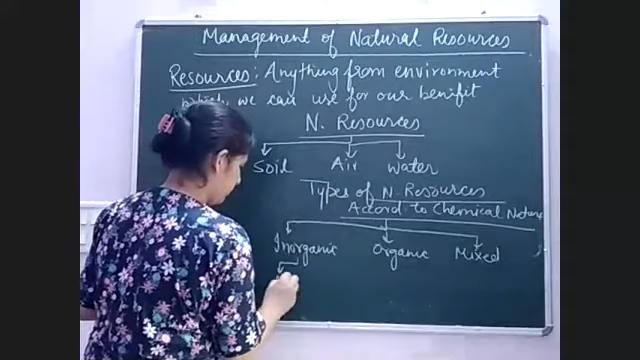 Management of Natural Resources
Resources: Anything from environment
which we can use for our benifit
N. Resources
Soil Air Water
Types of N. Resources
Accord to Chemical Nature
Inorganic Organic Mixed